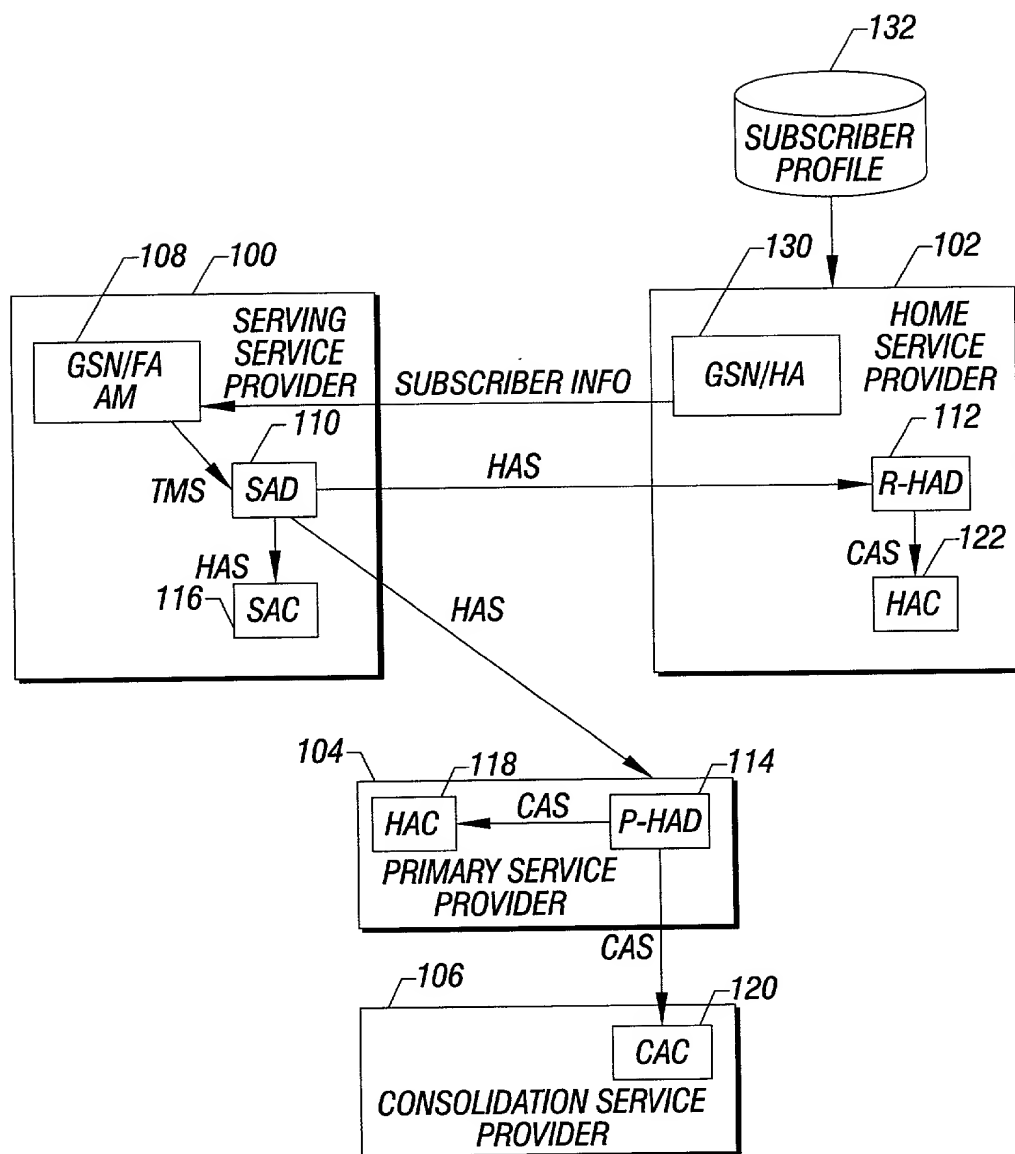 132
SUBSCRIBER
PROFILE
108
100
130
102
GSN/FA
AM
SERVING
SERVICE
PROVIDER
SUBSCRIBER INFO
GSN/HA
HOME
SERVICE
PROVIDER
110
TMS
SAD
HAS
112
R-HAD
HAS
116
SAC
HAS
CAS
122
HAC
104
118
114
HAC
CAS
P-HAD
PRIMARY SERVICE
PROVIDER
CAS
106
120
CAC
CONSOLIDATION SERVICE
PROVIDER